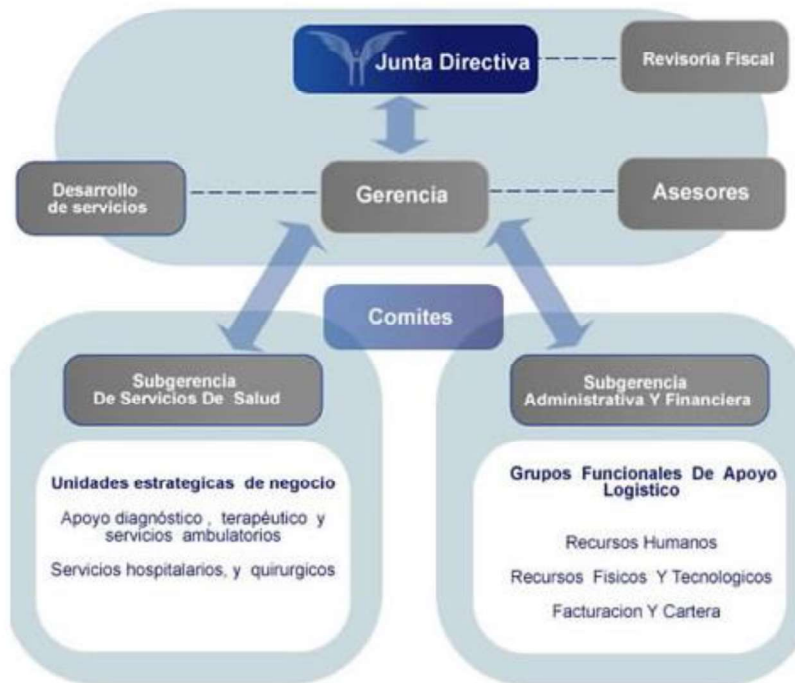 Junta Directiva
Revisoria Fiscal
Desarrollo
de servicios
Gerencia
Asesores
Comites
Subgerencia
De Servicios De Salud
Unidades estrategicas de negocio
Apoyo diagnóstico , terapéutico y
servicios ambulatorios
Servicios hospitalarios, y quirurgicos
Subgerencia
Administrativa Y Financiera
Grupos Funcionales De Apoyo
Logistico
Recursos Humanos
Recursos Fisicos Y Tecnologicos
Facturacion Y Cartera